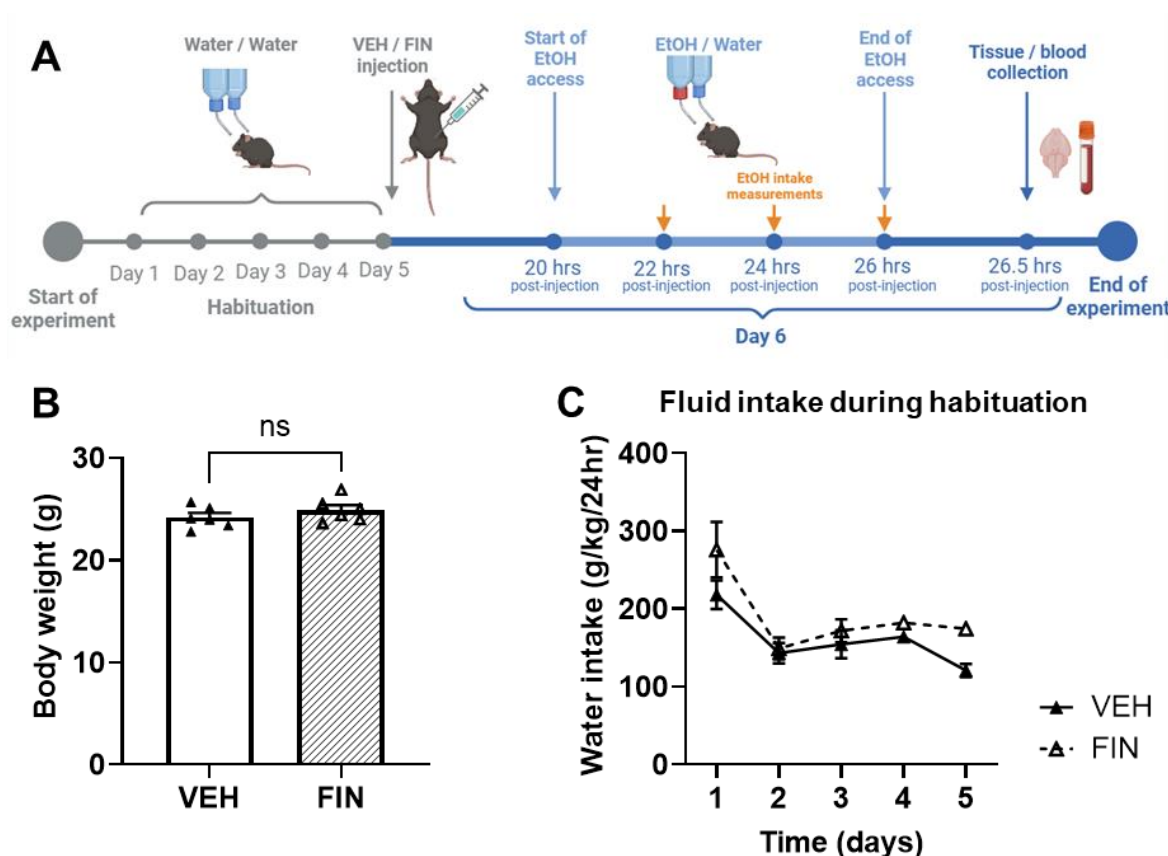 A
Water / Water
VEH / FIN
injection
Start of
EtOH
access
EtOH / Water
End of
EtOH
access
Tissue / blood
collection
EtOH intake
measurements
Start of
experiment
Day 1
Day 2
Day 3
Day 4
Day 5
Habituation
20 hrs
post-injection
22 hrs
post-injection
24 hrs
post-injection
26 hrs
post-injection
26.5 hrs
post-injection
End of
experiment
Day 6
B
ns
Body weight (g)
30
20
10
0
VEH
FIN
C
Fluid intake during habituation
Water intake (g/kg/24hr)
400
300
200
100
0
1 2 3 4 5
Time (days)
VEH
FIN